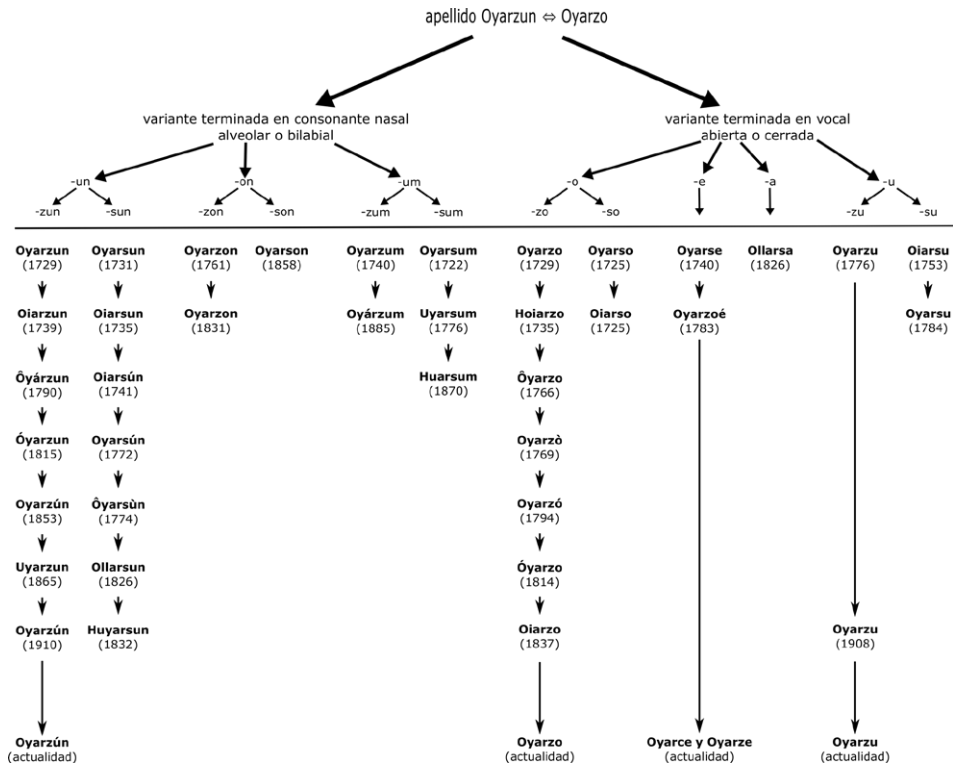 apellido Oyarzun ⇔ Oyarzo
variante terminada en consonante nasal
alveolar o bilabial
variante terminada en vocal
abierta o cerrada
-un
-on
-um
-o
-e
-a
-u
-zun
-sun
-zon
-son
-zum
-sum
-zo
-so
-zu
-su
Oyarzun
(1729)
Oyarsun
(1731)
Oyarzon
(1761)
Oyarson
(1858)
Oyarzum
(1740)
Oyarsum
(1722)
Oyarzo
(1729)
Oyarso
(1725)
Oyarse
(1740)
Ollarsa
(1826)
Oyarzu
(1776)
Oiarsu
(1753)
Oiarzun
(1739)
Oiarsun
(1735)
Oyarzon
(1831)
Oyárzum
(1885)
Uyarsum
(1776)
Hoiarzo
(1735)
Oiarso
(1725)
Oyarzoé
(1783)
Oyarsu
(1784)
Ôyárzun
(1790)
Oiarsún
(1741)
Huarsum
(1870)
Ôyarzo
(1766)
Óyarzun
(1815)
Oyarsún
(1772)
Oyarzò
(1769)
Oyarzún
(1853)
Ôyarsùn
(1774)
Oyarzó
(1794)
Uyarzun
(1865)
Ollarsun
(1826)
Óyarzo
(1814)
Oyarzún
(1910)
Huyarsun
(1832)
Oiarzo
(1837)
Oyarzu
(1908)
Oyarzún
(actualidad)
Oyarzo
(actualidad)
Oyarce y Oyarze
(actualidad)
Oyarzu
(actualidad)